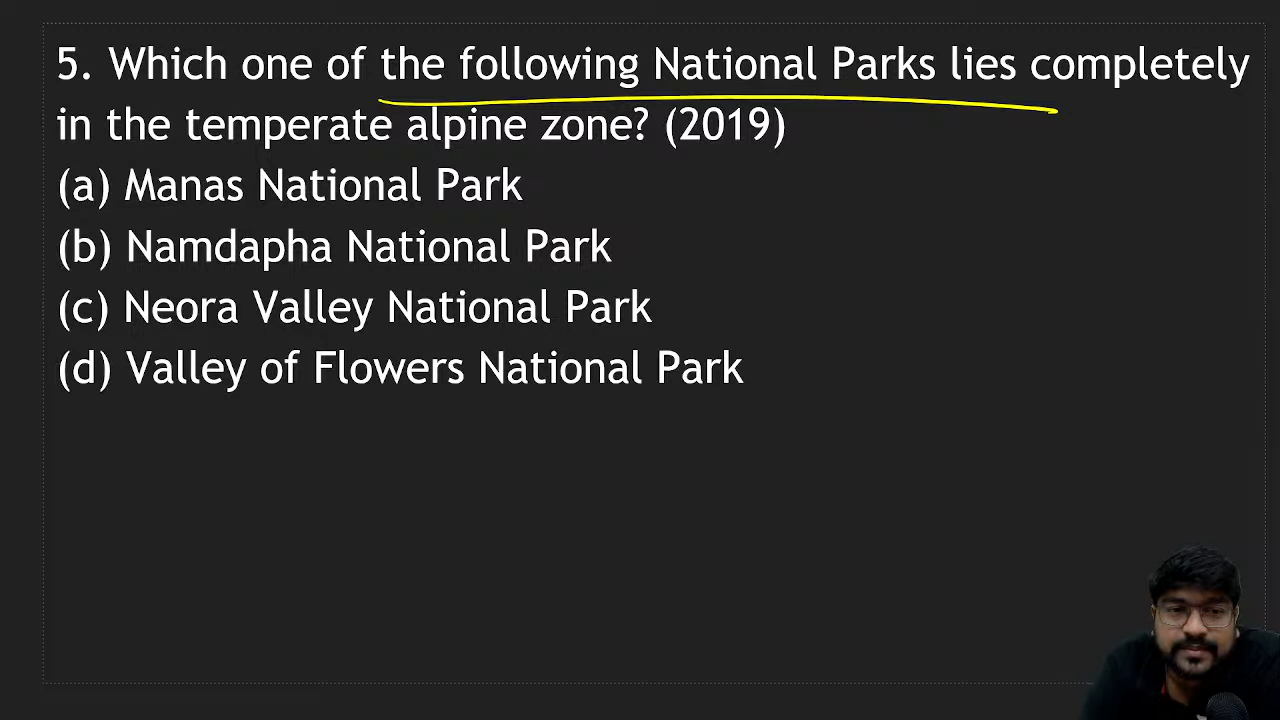 5. Which one of the following National Parks lies completely
in the temperate alpine zone? (2019)
(a) Manas National Park
(b) Namdapha National Park
(c) Neora Valley National Park
(d) Valley of Flowers National Park